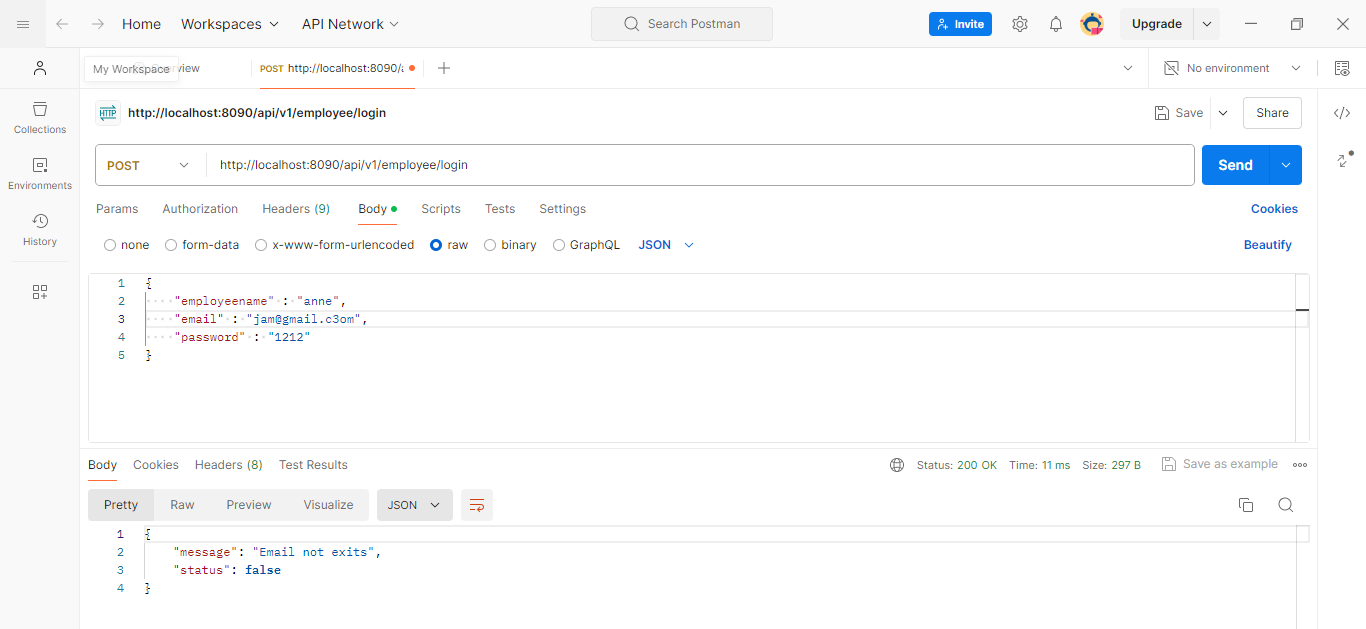 Home Workspaces API Network Search Postman Invite Upgrade
My Workspace POST http://localhost:8090/a No environment
HTTP http://localhost:8090/api/v1/employee/login Save Share
Collections
POST http://localhost:8090/api/v1/employee/login Send
Environments
Params Authorization Headers (9) Body Scripts Tests Settings Cookies
History
none form-data x-www-form-urlencoded raw binary GraphQL JSON Beautify
1 {
2 "employeename" : "anne",
3 "email" : "jam@gmail.c3om",
4 "password" : "1212"
5 }
Body Cookies Headers (8) Test Results Status: 200 OK Time: 11 ms Size: 297 B Save as example
Pretty Raw Preview Visualize JSON
1 {
2 "message": "Email not exits",
3 "status": false
4 }